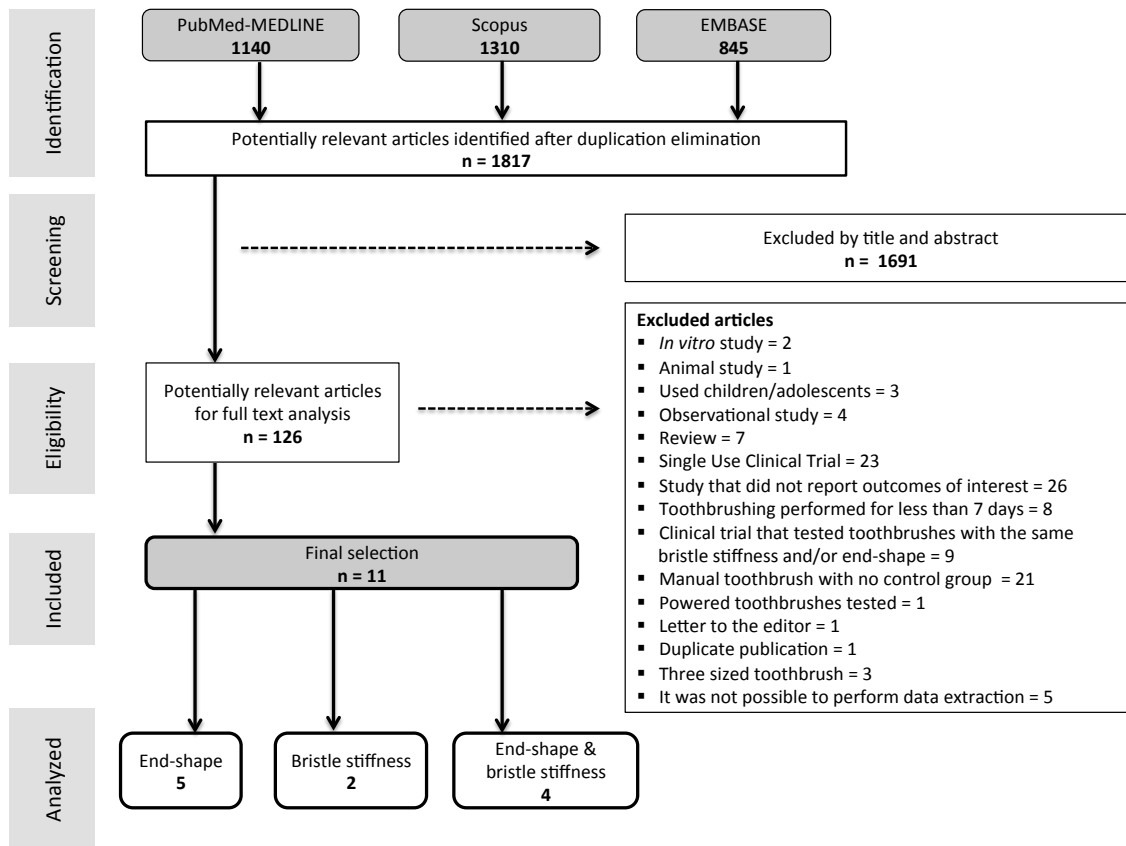 Identification
PubMed-MEDLINE
1140
Scopus
1310
EMBASE
845
Potentially relevant articles identified after duplication elimination
n = 1817
Screening
Excluded by title and abstract
n = 1691
Eligibility
Potentially relevant articles
for full text analysis
n = 126
Excluded articles
▪ In vitro study = 2
▪ Animal study = 1
▪ Used children/adolescents = 3
▪ Observational study = 4
▪ Review = 7
▪ Single Use Clinical Trial = 23
▪ Study that did not report outcomes of interest = 26
▪ Toothbrushing performed for less than 7 days = 8
▪ Clinical trial that tested toothbrushes with the same
bristle stiffness and/or end-shape = 9
▪ Manual toothbrush with no control group = 21
▪ Powered toothbrushes tested = 1
▪ Letter to the editor = 1
▪ Duplicate publication = 1
▪ Three sized toothbrush = 3
▪ It was not possible to perform data extraction = 5
Included
Final selection
n = 11
Analyzed
End-shape
5
Bristle stiffness
2
End-shape &
bristle stiffness
4